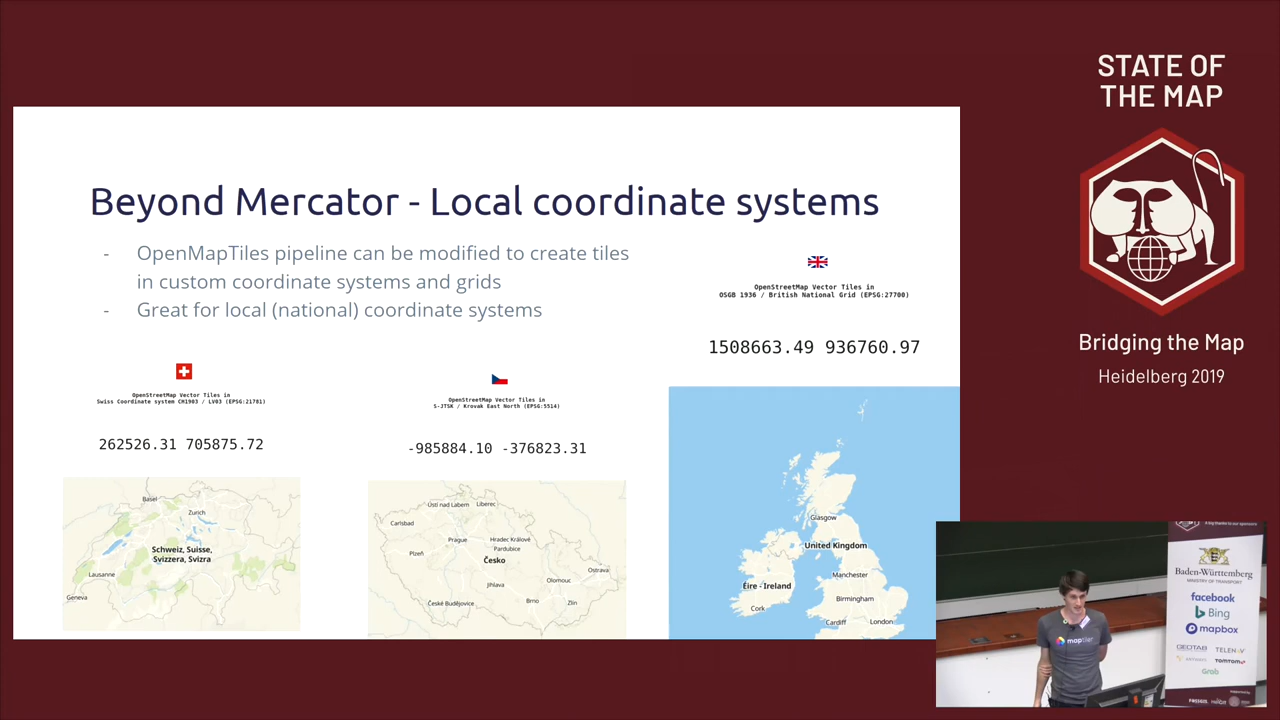 STATE OF
THE MAP
Bridging the Map
Heidelberg 2019
Beyond Mercator - Local coordinate systems
- OpenMapTiles pipeline can be modified to create tiles
in custom coordinate systems and grids
- Great for local (national) coordinate systems
OpenStreetMap Vector Tiles in
Swiss Coordinate system CH1903 / LV03 (EPSG:21781)
262526.31 705875.72
Basel
Zurich
Schweiz, Suisse,
Svizzera, Svizra
Lausanne
Geneva
OpenStreetMap Vector Tiles in
S-JTSK / Krovak East North (EPSG:5514)
-985884.10 -376823.31
Ústí nad Labem
Liberec
Carlsbad
Prague
Hradec Králové
Pardubice
Plzeň
Česko
Ostrava
Jihlava
Olomouc
České Budějovice
Brno
Zlín
OpenStreetMap Vector Tiles in
OSGB 1936 / British National Grid (EPSG:27700)
1508663.49 936760.97
Glasgow
United Kingdom
Manchester
Éire - Ireland
Birmingham
Cork
Cardiff
London
maptiler
Baden-Württemberg
MINISTRY OF TRANSPORT
facebook
Bing
mapbox
GEOTAB
TELENAV
TOMTOM
Grab